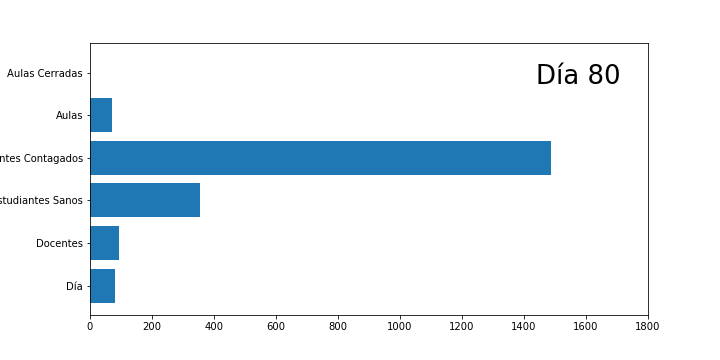 Día 80
Aulas Cerradas
Aulas
ntes Contagados
studiantes Sanos
Docentes
Día
0 200 400 600 800 1000 1200 1400 1600 1800